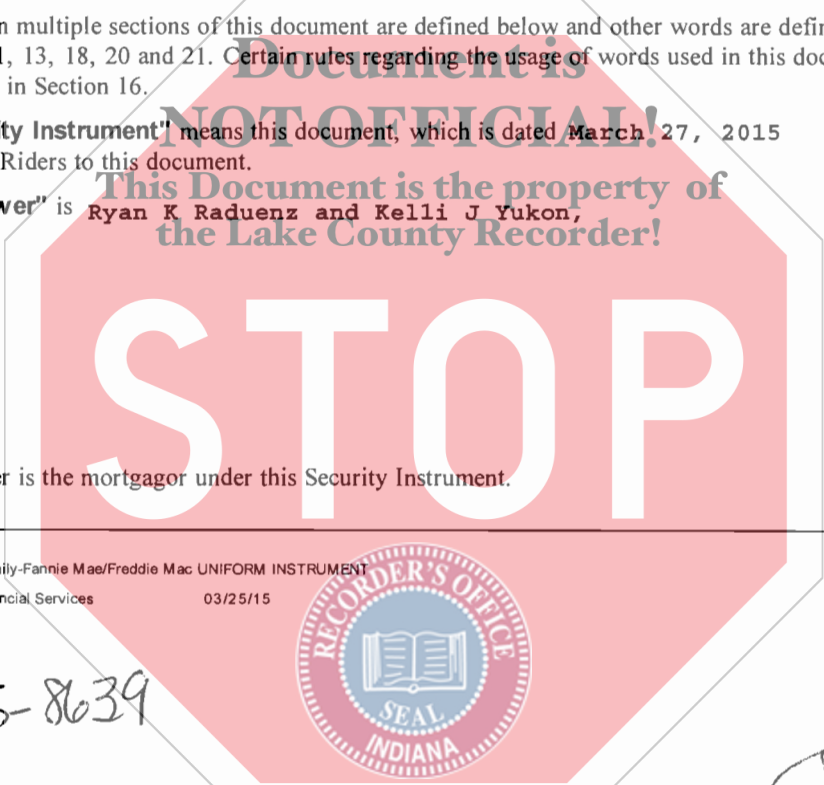 n multiple sections of this document are defined below and other words are defin
, 13, 18, 20 and 21. Certain rules regarding the usage of words used in this doc
in Section 16.
Document is
NOT OFFICIAL!
ty Instrument" means this document, which is dated March 27, 2015
Riders to this document.
This Document is the property of
the Lake County Recorder!
wer" is Ryan K Raduenz and Kelli J Yukon,
STOP
r is the mortgagor under this Security Instrument.
ily-Fannie Mae/Freddie Mac UNIFORM INSTRUMENT
ncial Services 03/25/15
RECORDER'S OFFICE
SEAL
INDIANA
-8639